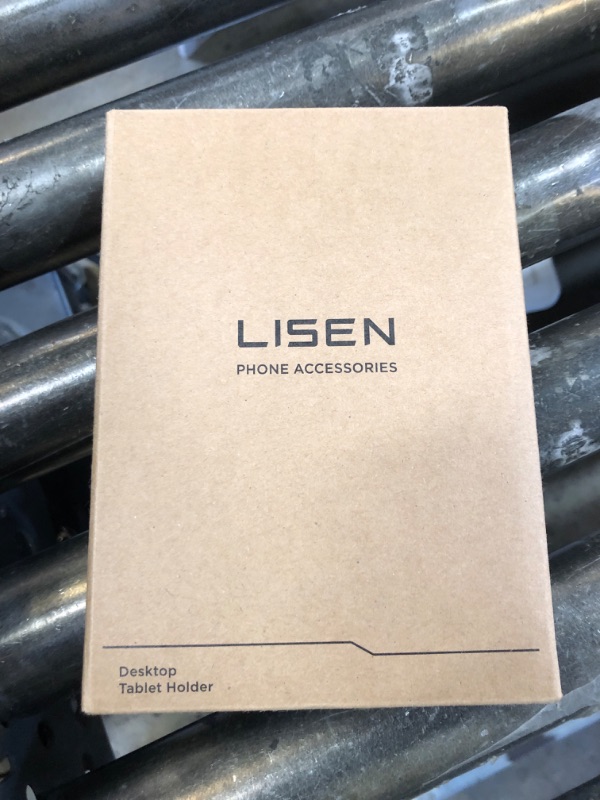 LISEN
PHONE ACCESSORIES
Desktop
Tablet Holder